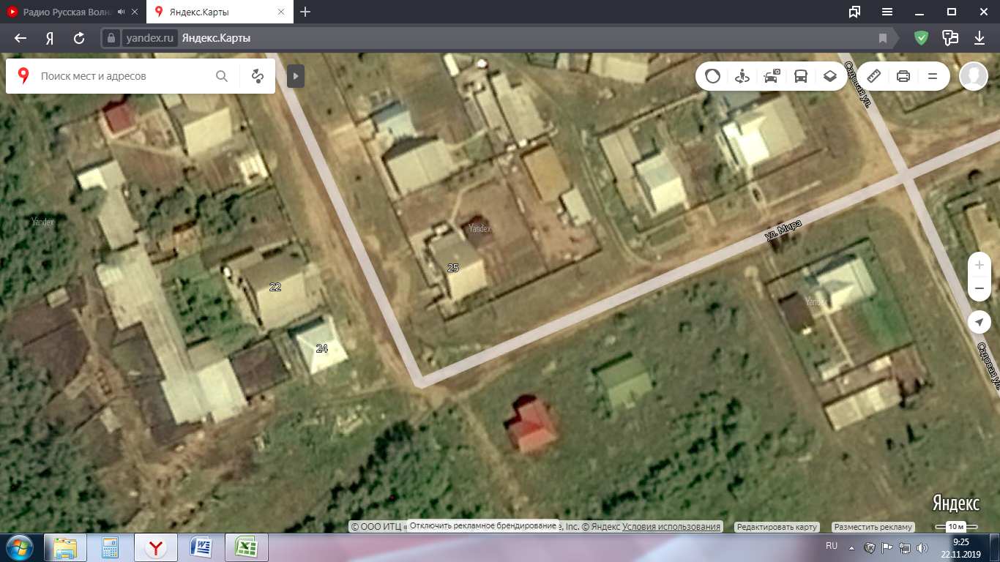 Радио Русская Волна
Яндекс.Карты
yandex.ru
Яндекс.Карты
Поиск мест и адресов
Садовая ул.
Yandex
Yandex
ул. Мира
25
22
Yandex
24
Садовая ул.
Яндекс
© ООО ИТЦ «
Отключить рекламное брендирование
, Inc. © Яндекс Условия использования
Редактировать карту
Разместить рекламу
10 м
RU
9:25
22.11.2019